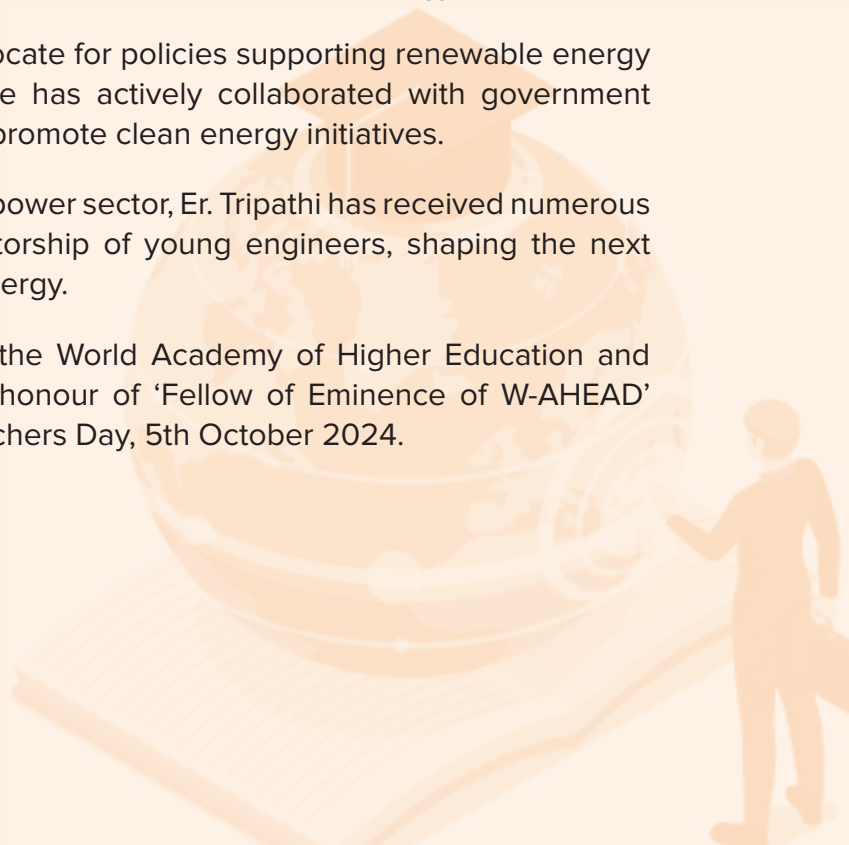 ocate for policies supporting renewable energy
e has actively collaborated with government
promote clean energy initiatives.
power sector, Er. Tripathi has received numerous
torship of young engineers, shaping the next
ergy.
the World Academy of Higher Education and
honour of ‘Fellow of Eminence of W-AHEAD’
chers Day, 5th October 2024.